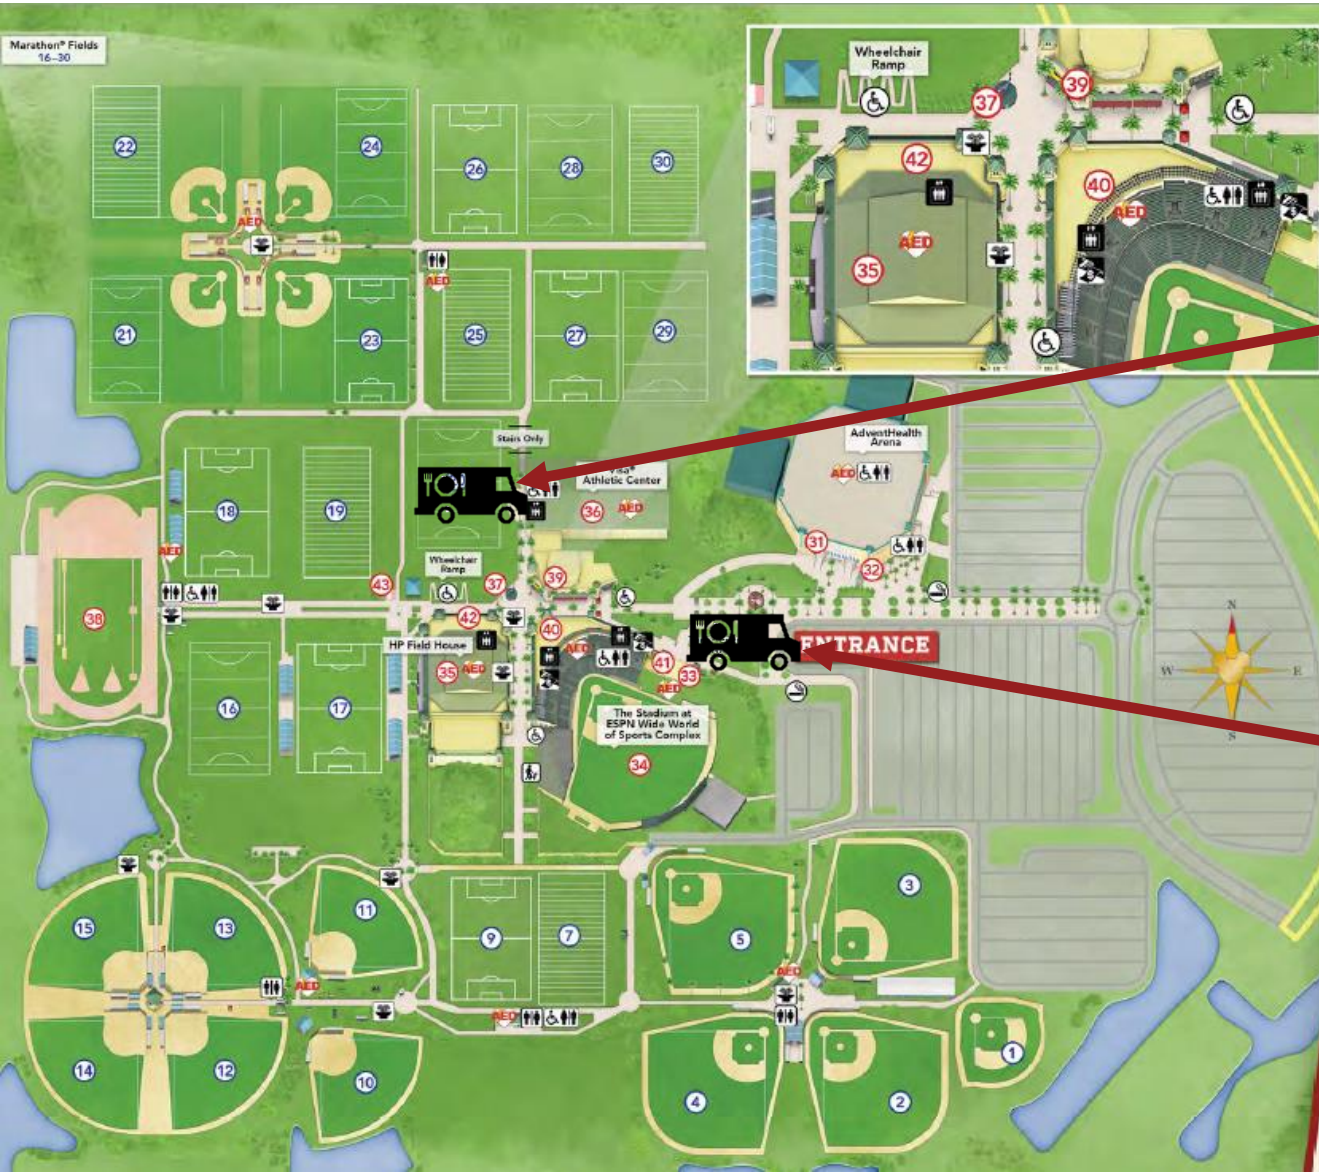 Marathon® Fields
16–30
22
24
26
28
30
AED
21
23
25
27
29
AED
Wheelchair
Ramp
37
39
42
40
AED
AED
35
Stairs Only
Visa®
Athletic Center
36
AED
AdventHealth
Arena
AED
31
32
18
19
AED
43
Wheelchair
Ramp
37
39
38
42
40
HP Field House
35
AED
AED
41
33
AED
ENTRANCE
N
W
E
S
16
17
The Stadium at
ESPN Wide World
of Sports Complex
34
15
13
11
9
7
5
3
AED
AED
AED
14
12
10
4
2
1